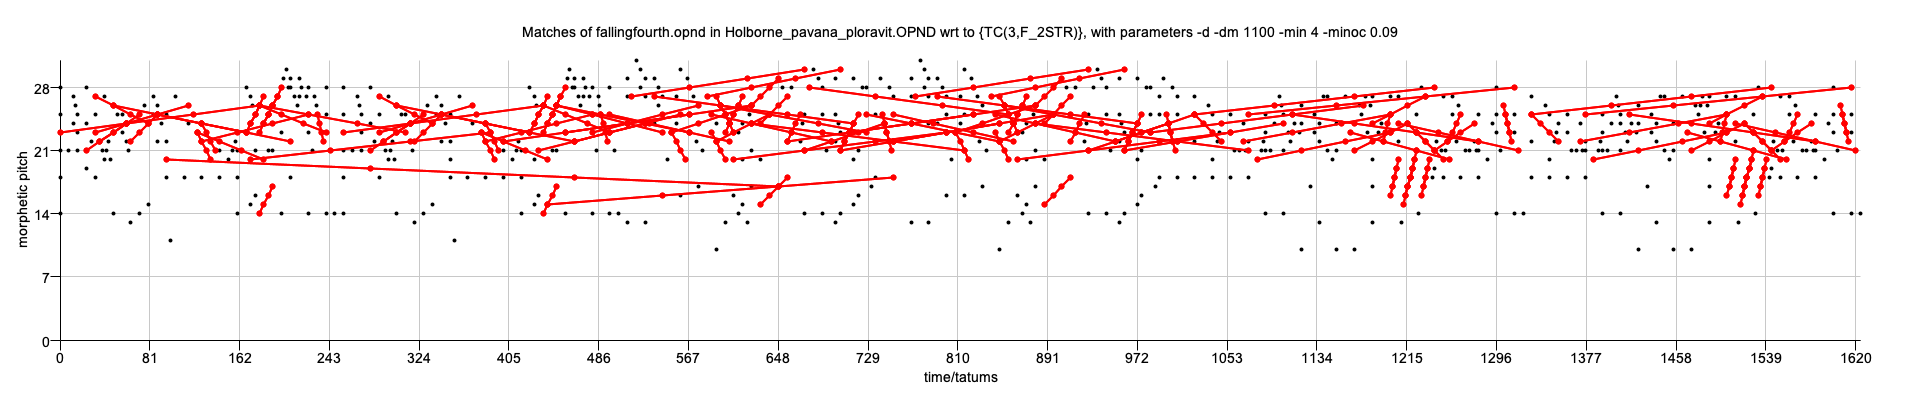 Matches of fallingfourth.opnd in Holborne_pavana_ploravit.OPND wrt to {TC(3,F_2STR)}, with parameters -d -dm 1100 -min 4 -minoc 0.09
morphetic pitch
28
21
14
7
0
0 81 162 243 324 405 486 567 648 729 810 891 972 1053 1134 1215 1296 1377 1458 1539 1620
time/tatums